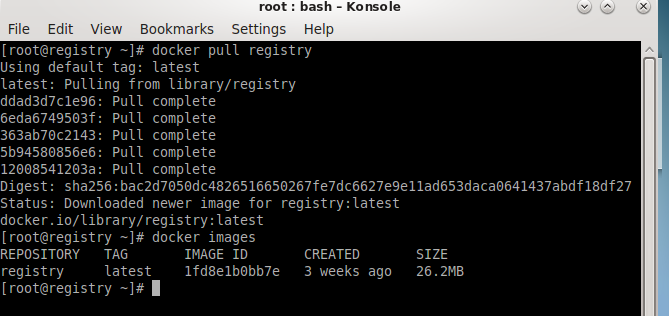 root : bash – Konsole
File Edit View Bookmarks Settings Help
[root@registry ~]# docker pull registry
Using default tag: latest
latest: Pulling from library/registry
ddad3d7c1e96: Pull complete
6eda6749503f: Pull complete
363ab70c2143: Pull complete
5b94580856e6: Pull complete
12008541203a: Pull complete
Digest: sha256:bac2d7050dc4826516650267fe7dc6627e9e11ad653daca0641437abdf18df27
Status: Downloaded newer image for registry:latest
docker.io/library/registry:latest
[root@registry ~]# docker images
REPOSITORY TAG IMAGE ID CREATED SIZE
registry latest 1fd8e1b0bb7e 3 weeks ago 26.2MB
[root@registry ~]#